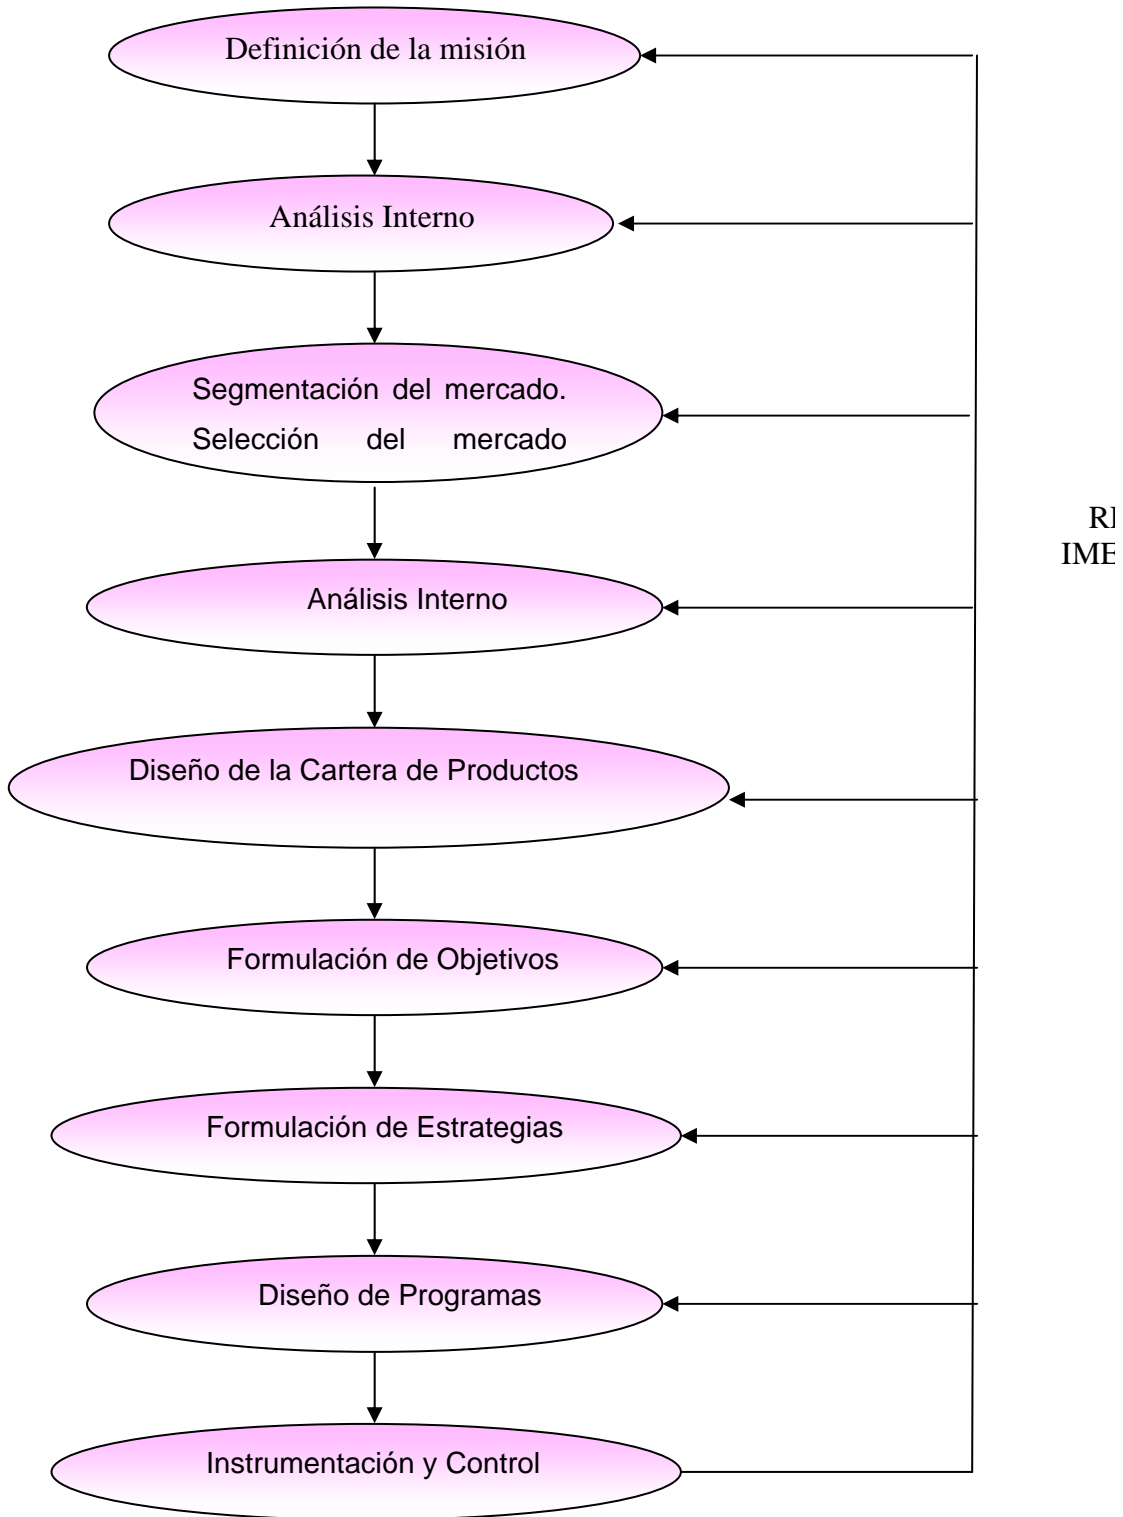 Definición de la misión
Análisis Interno
Segmentación del mercado.
Selección del mercado
Análisis Interno
Diseño de la Cartera de Productos
Formulación de Objetivos
Formulación de Estrategias
Diseño de Programas
Instrumentación y Control